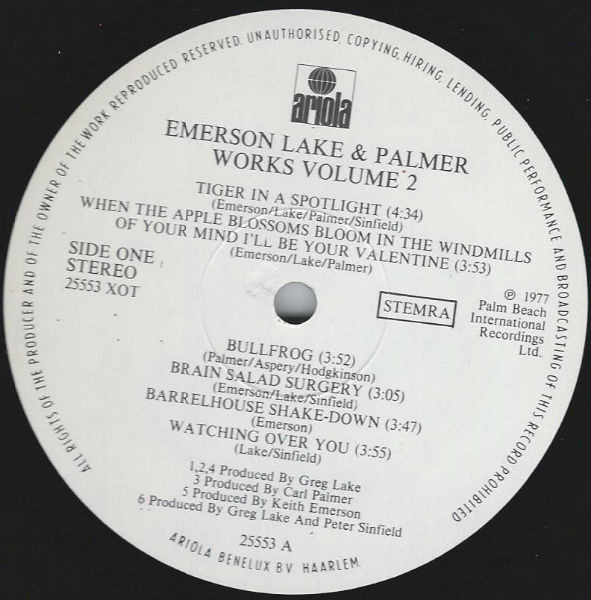 ALL RIGHTS OF THE PRODUCER AND OF THE OWNER OF THE WORK REPRODUCED RESERVED. UNAUTHORISED, COPYING, HIRING, LENDING, PUBLIC PERFORMANCE AND BROADCASTING OF THIS RECORD PROHIBITED
ariola
EMERSON LAKE & PALMER
WORKS VOLUME 2
TIGER IN A SPOTLIGHT (4:34)
(Emerson/Lake/Palmer/Sinfield)
WHEN THE APPLE BLOSSOMS BLOOM IN THE WINDMILLS
OF YOUR MIND I'LL BE YOUR VALENTINE (3:53)
(Emerson/Lake/Palmer)
SIDE ONE
STEREO
25553 XOT
STEMRA
℗ 1977
Palm Beach
International
Recordings
Ltd.
BULLFROG (3:52)
(Palmer/Aspery/Hodgkinson)
BRAIN SALAD SURGERY (3:05)
(Emerson/Lake/Sinfield)
BARRELHOUSE SHAKE-DOWN (3:47)
(Emerson)
WATCHING OVER YOU (3:55)
(Lake/Sinfield)
1,2,4 Produced By Greg Lake
3 Produced By Carl Palmer
5 Produced By Keith Emerson
6 Produced By Greg Lake And Peter Sinfield
25553 A
ARIOLA BENELUX BV. HAARLEM.